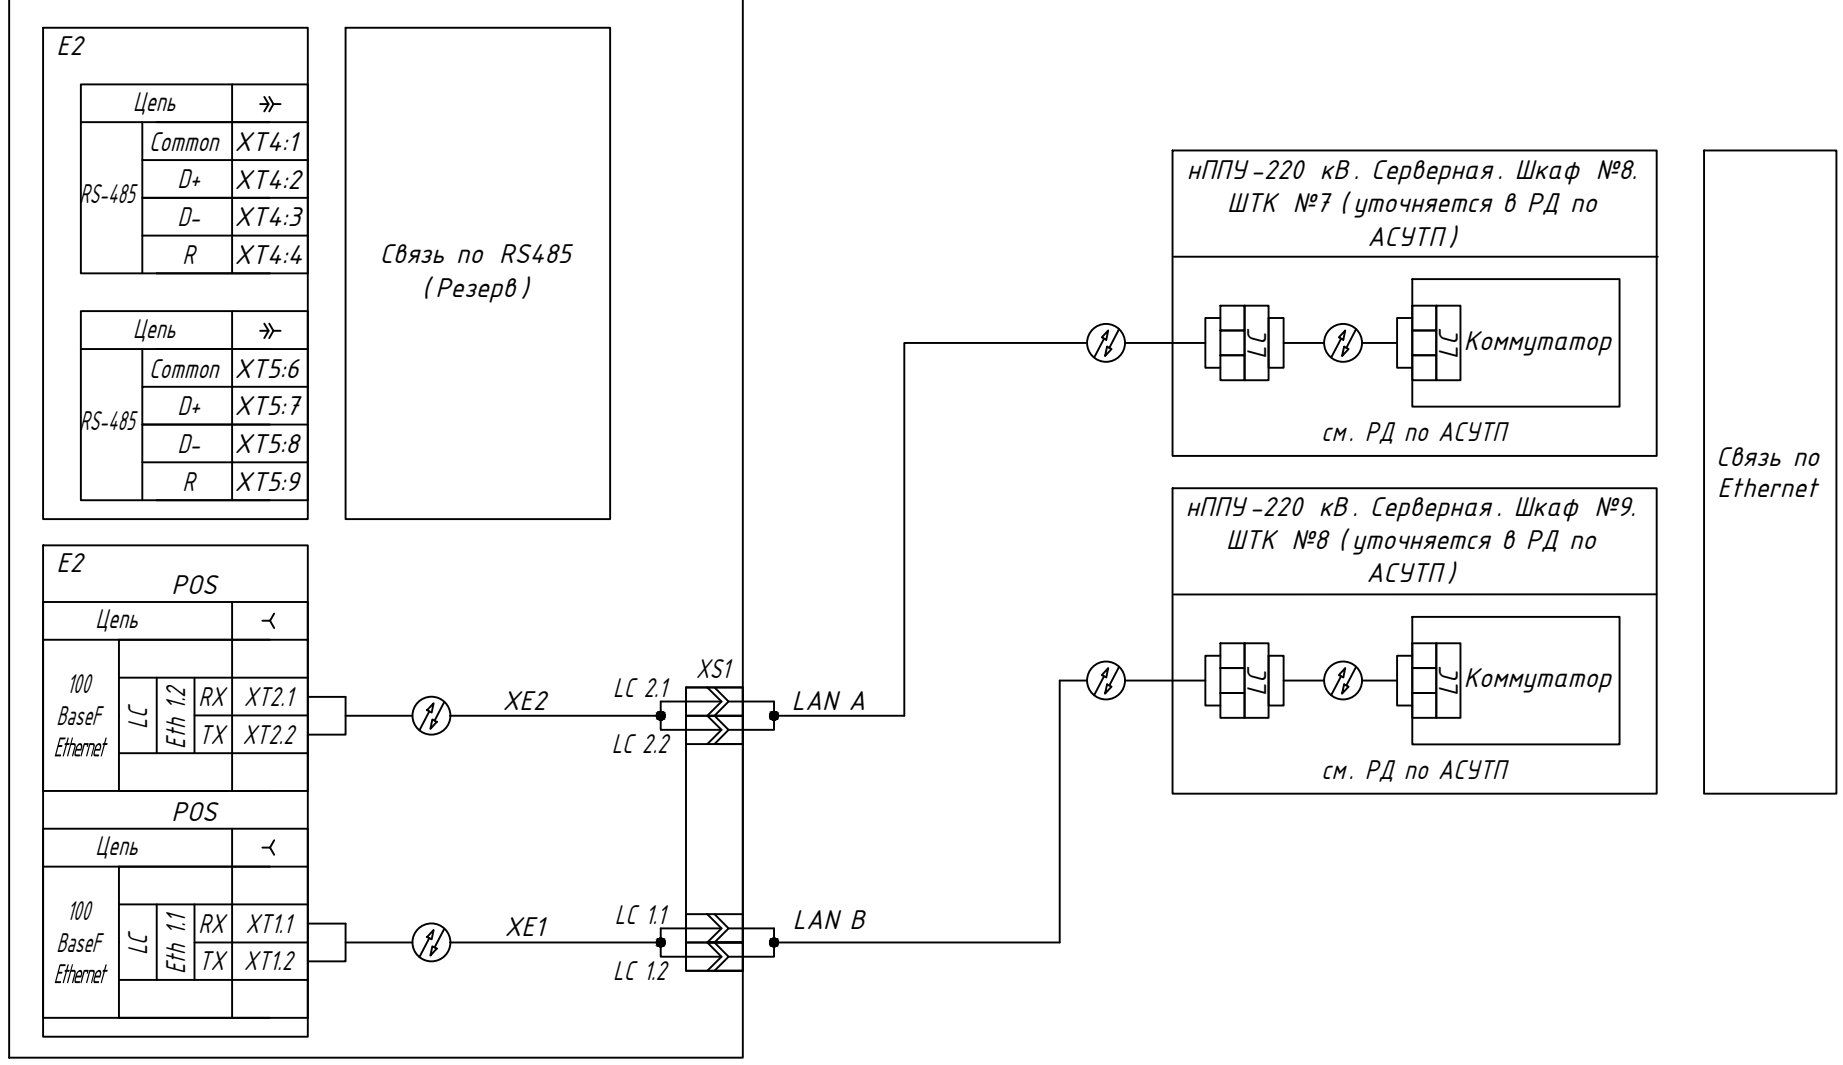 E2
Цепь
RS-485
Common XT4:1
D+ XT4:2
D- XT4:3
R XT4:4
Цепь
RS-485
Common XT5:6
D+ XT5:7
D- XT5:8
R XT5:9
Связь по RS485
(Резерв)
E2
POS
Цепь
100
BaseF
Ethernet
LC
Eth 1.2
RX XT2.1
TX XT2.2
POS
Цепь
100
BaseF
Ethernet
LC
Eth 1.1
RX XT1.1
TX XT1.2
XE2
XE1
XS1
LC 2.1
LC 2.2
LC 1.1
LC 1.2
LAN A
LAN B
нППУ-220 кВ. Серверная. Шкаф №8.
ШТК №7 (уточняется в РД по
АСУТП)
LC
LC
Коммутатор
см. РД по АСУТП
нППУ-220 кВ. Серверная. Шкаф №9.
ШТК №8 (уточняется в РД по
АСУТП)
LC
LC
Коммутатор
см. РД по АСУТП
Связь по
Ethernet